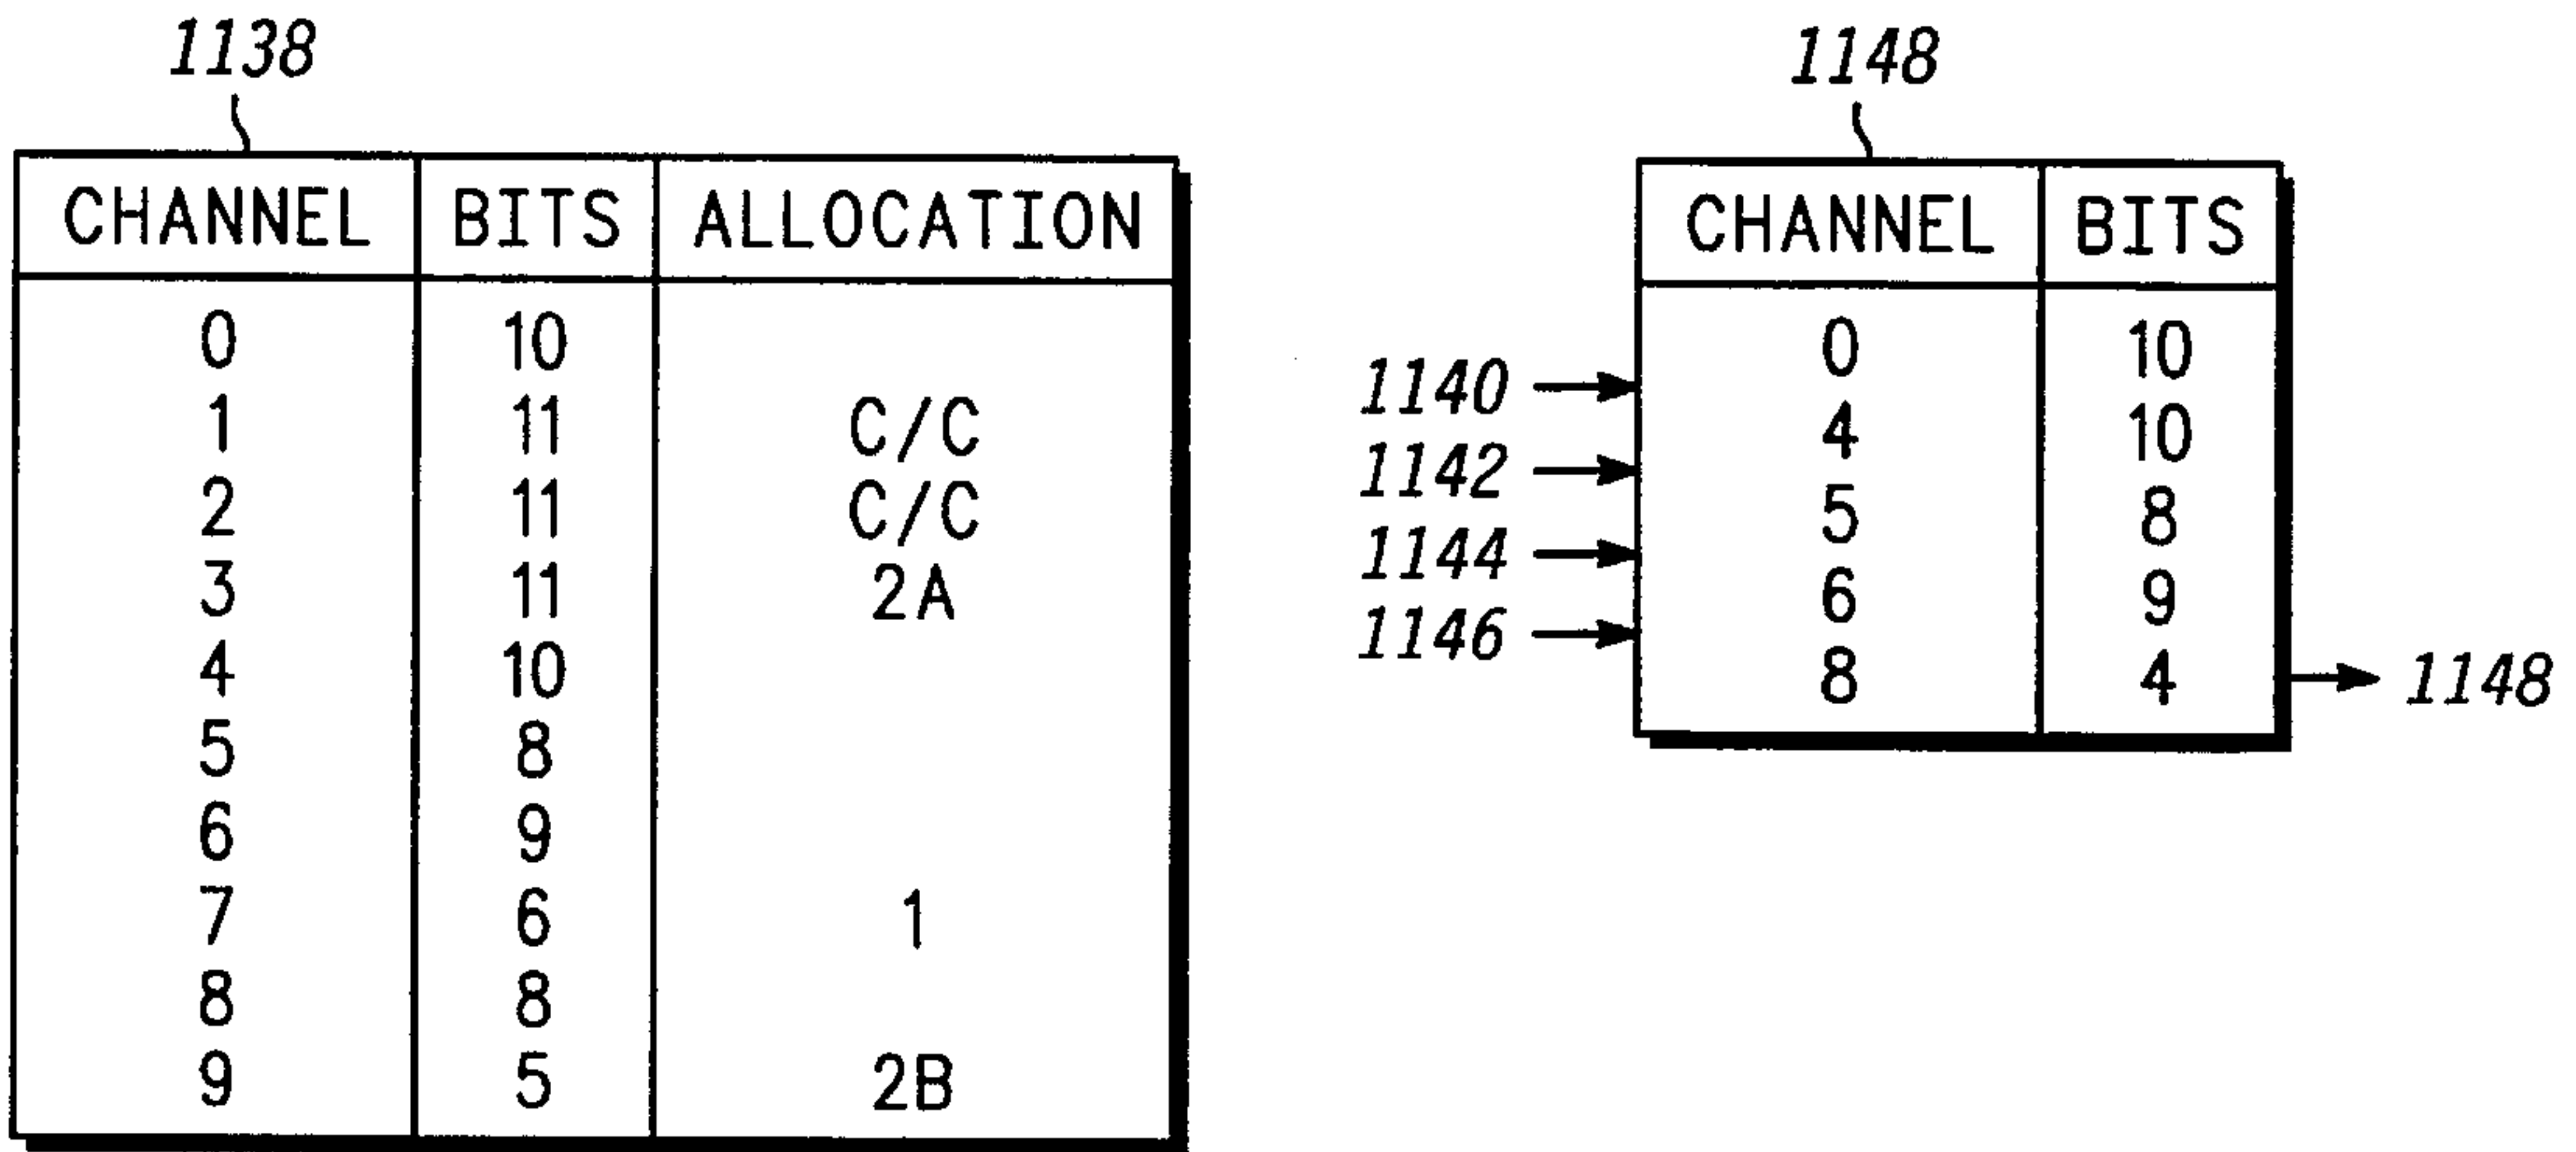 1138
CHANNEL BITS ALLOCATION
0 10
1 11 C/C
2 11 C/C
3 11 2A
4 10
5 8
6 9
7 6 1
8 8
9 5 2B
1148
CHANNEL BITS
0 10
1140
4 10
1142
5 8
1144
6 9
1146
8 4 1148